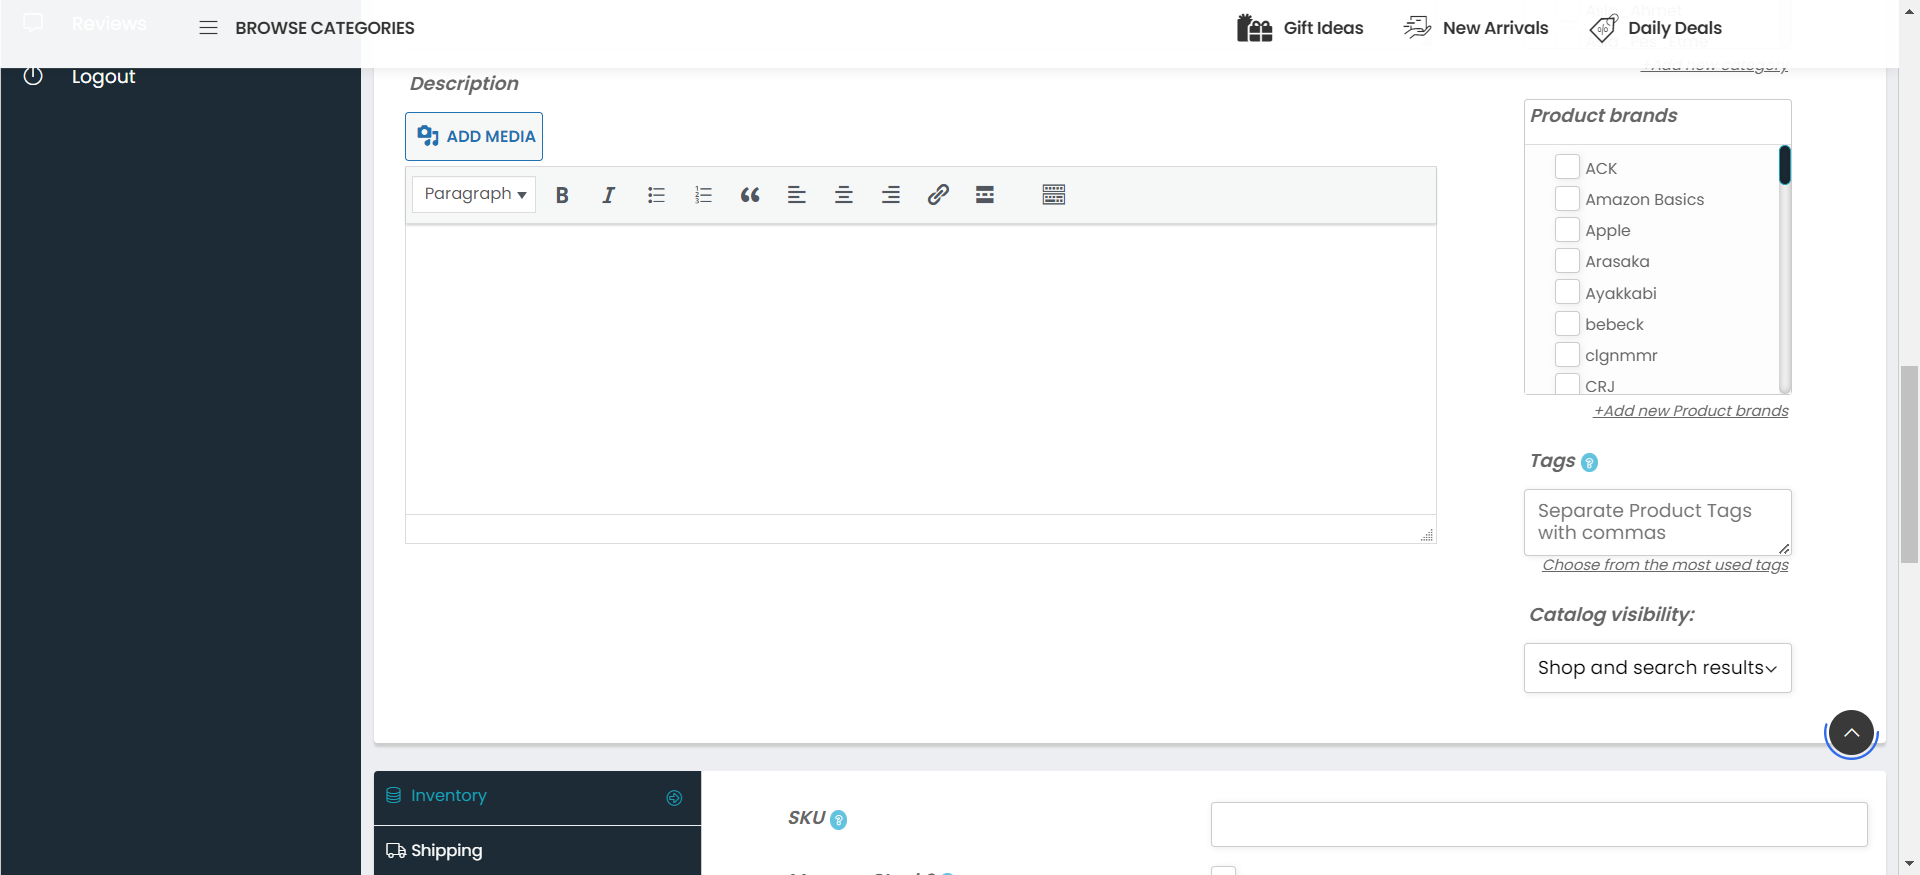 Reviews
BROWSE CATEGORIES
Gift Ideas
New Arrivals
Daily Deals
Logout
+Add new category
Description
ADD MEDIA
Paragraph
Product brands
ACK
Amazon Basics
Apple
Arasaka
Ayakkabi
bebeck
clgnmmr
CRJ
+Add new Product brands
Tags
Separate Product Tags
with commas
Choose from the most used tags
Catalog visibility:
Shop and search results
Inventory
Shipping
SKU